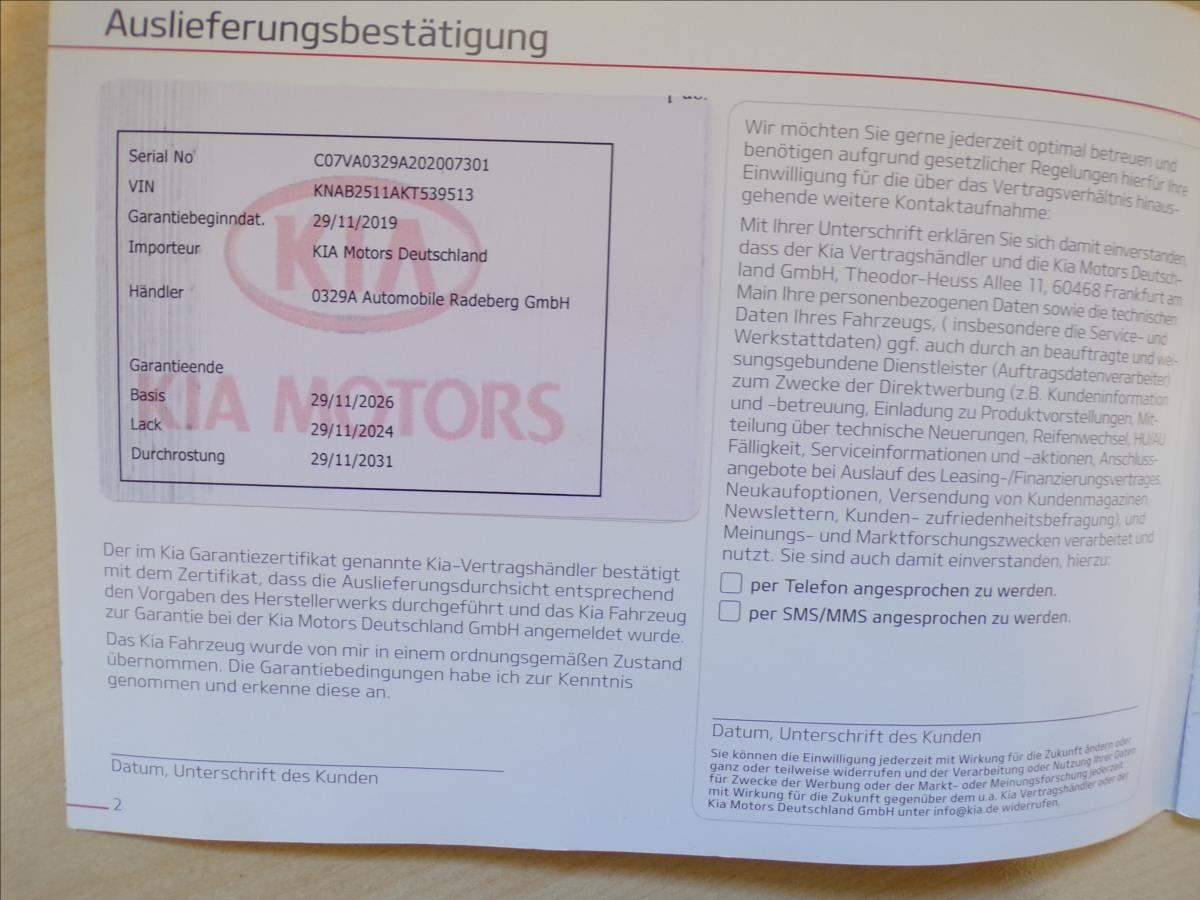 Auslieferungsbestätigung
Serial No C07VA0329A202007301
VIN KNAB2511AKT539513
Garantiebeginndat. 29/11/2019
Importeur KIA Motors Deutschland
Händler 0329A Automobile Radeberg GmbH
Garantieende
Basis 29/11/2026
Lack 29/11/2024
Durchrostung 29/11/2031
KIA
KIA MOTORS
Der im Kia Garantiezertifikat genannte Kia-Vertragshändler bestätigt
mit dem Zertifikat, dass die Auslieferungsdurchsicht entsprechend
den Vorgaben des Herstellerwerks durchgeführt und das Kia Fahrzeug
zur Garantie bei der Kia Motors Deutschland GmbH angemeldet wurde.
Das Kia Fahrzeug wurde von mir in einem ordnungsgemäßen Zustand
übernommen. Die Garantiebedingungen habe ich zur Kenntnis
genommen und erkenne diese an.
Datum, Unterschrift des Kunden
2
Wir möchten Sie gerne jederzeit optimal betreuen und
benötigen aufgrund gesetzlicher Regelungen hierfür Ihre
Einwilligung für die über das Vertragsverhältnis hinaus-
gehende weitere Kontaktaufnahme:
Mit Ihrer Unterschrift erklären Sie sich damit einverstanden,
dass der Kia Vertragshändler und die Kia Motors Deutsch-
land GmbH, Theodor-Heuss Allee 11, 60468 Frankfurt am
Main Ihre personenbezogenen Daten sowie die technischen
Daten Ihres Fahrzeugs, ( insbesondere die Service- und
Werkstattdaten) ggf. auch durch an beauftragte und wei-
sungsgebundene Dienstleister (Auftragsdatenverarbeiter)
zum Zwecke der Direktwerbung (z.B. Kundeninformation
und -betreuung, Einladung zu Produktvorstellungen, Mit-
teilung über technische Neuerungen, Reifenwechsel, HU/AU
Fälligkeit, Serviceinformationen und -aktionen, Anschluss-
angebote bei Auslauf des Leasing-/Finanzierungsvertrages,
Neukaufoptionen, Versendung von Kundenmagazinen,
Newslettern, Kunden- zufriedenheitsbefragung), und
Meinungs- und Marktforschungszwecken verarbeitet und
nutzt. Sie sind auch damit einverstanden, hierzu:
per Telefon angesprochen zu werden.
per SMS/MMS angesprochen zu werden.
Datum, Unterschrift des Kunden
Sie können die Einwilligung jederzeit mit Wirkung für die Zukunft ändern oder
ganz oder teilweise widerrufen und der Verarbeitung oder Nutzung Ihrer Daten
für Zwecke der Werbung oder der Markt- oder Meinungsforschung jederzeit
mit Wirkung für die Zukunft gegenüber dem u.a. Kia Vertragshändler oder der
Kia Motors Deutschland GmbH unter info@kia.de widerrufen.